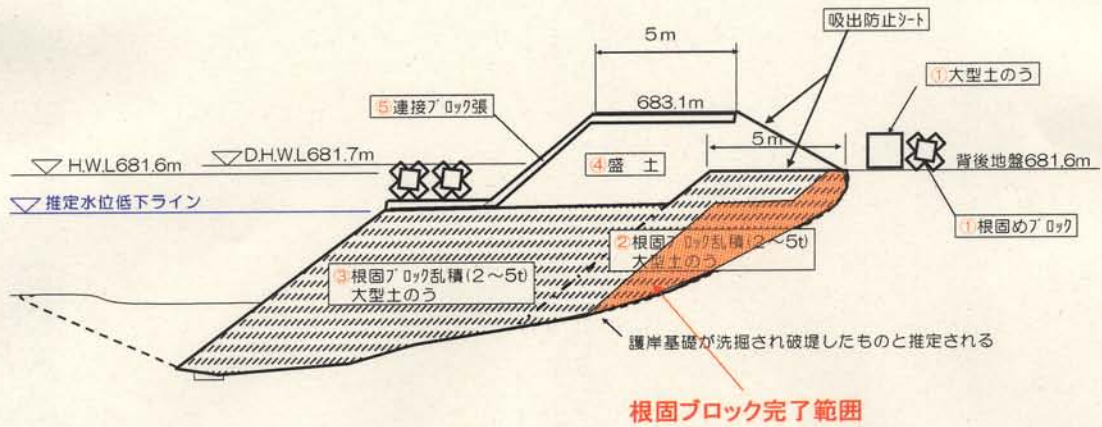 吸出防止シート
5m
①大型土のう
⑤連接ブロック張
683.1m
5m
▽ H.W.L681.6m
▽ D.H.W.L681.7m
④盛土
背後地盤681.6m
▽ 推定水位低下ライン
①根固めブロック
②根固ブロック乱積(2～5t)
大型土のう
③根固ブロック乱積(2～5t)
大型土のう
護岸基礎が洗掘され破堤したものと推定される
根固ブロック完了範囲